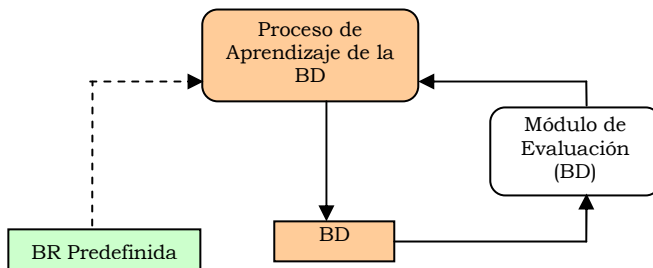 Proceso de
Aprendizaje de la
BD
Módulo de
Evaluación
(BD)
BD
BR Predefinida